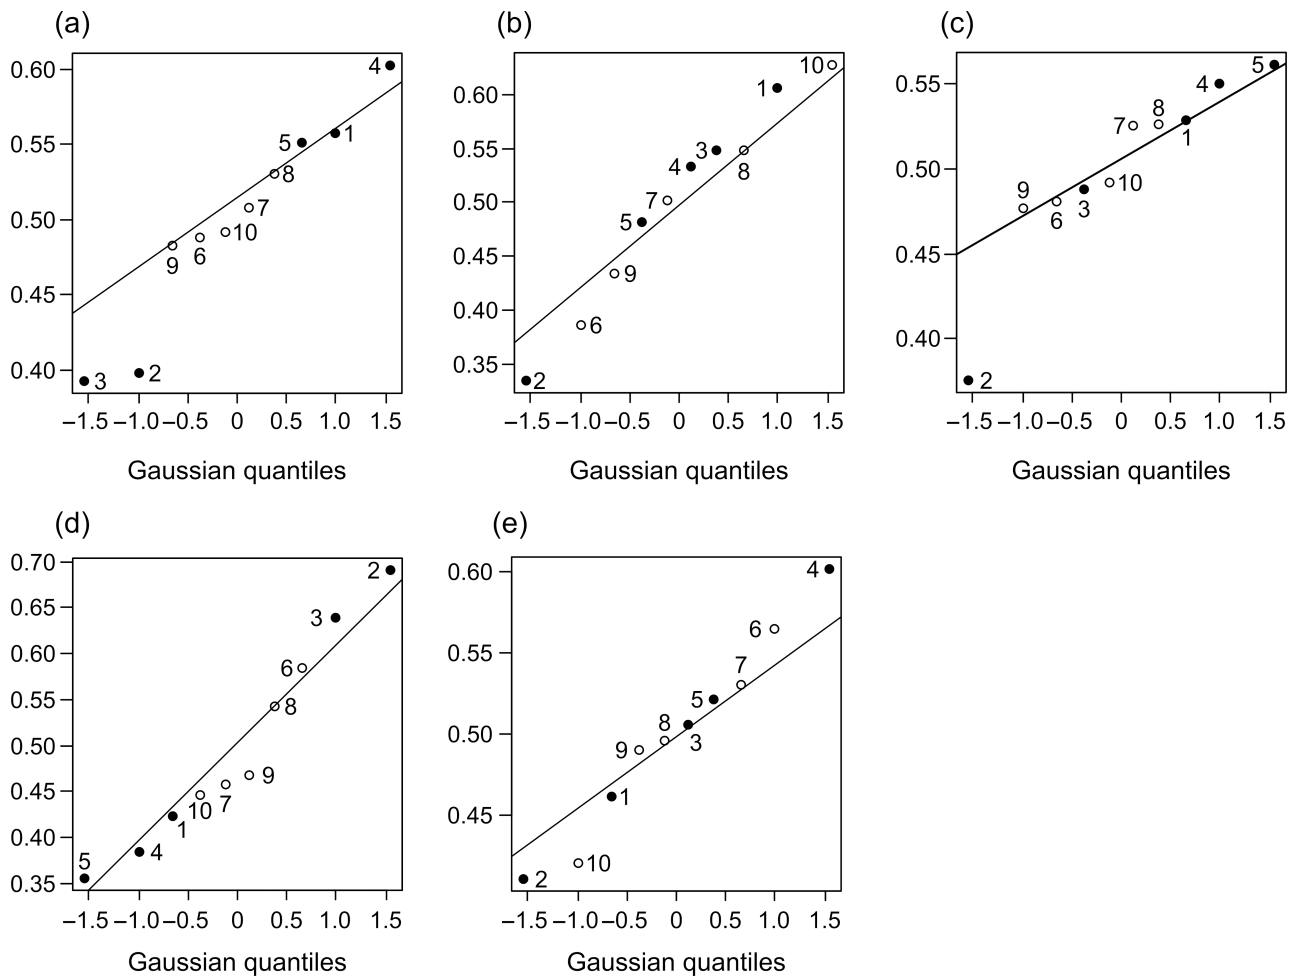 (a) (b) (c)
0.60 0.55 0.50 0.45 0.40
4 5 1 8 7 10 9 6 3 2
−1.5 −1.0 −0.5 0 0.5 1.0 1.5
Gaussian quantiles
0.60 0.55 0.50 0.45 0.40 0.35
10 1 3 4 8 7 5 9 6 2
−1.5 −1.0 −0.5 0 0.5 1.0 1.5
Gaussian quantiles
0.55 0.50 0.45 0.40
5 4 8 7 1 10 9 3 6 2
−1.5 −1.0 −0.5 0 0.5 1.0 1.5
Gaussian quantiles
(d) (e)
0.70 0.65 0.60 0.55 0.50 0.45 0.40 0.35
2 3 6 8 9 7 10 1 4 5
−1.5 −1.0 −0.5 0 0.5 1.0 1.5
Gaussian quantiles
0.60 0.55 0.50 0.45
4 6 7 5 8 3 9 1 10 2
−1.5 −1.0 −0.5 0 0.5 1.0 1.5
Gaussian quantiles